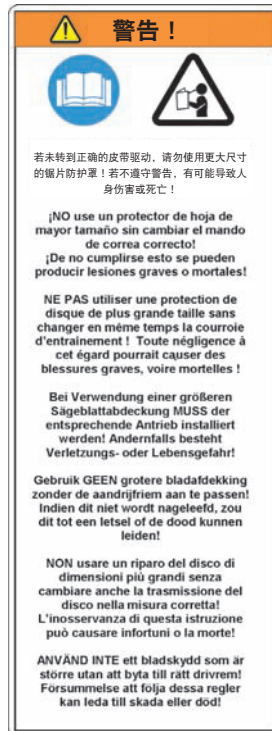 警告！
若未转到正确的皮带驱动，请勿使用更大尺寸
的锯片防护罩！若不遵守警告，有可能导致人
身伤害或死亡！
¡NO use un protector de hoja de
mayor tamaño sin cambiar el mando
de correa correcto!
¡De no cumplirse esto se pueden
producir lesiones graves o mortales!
NE PAS utiliser une protection de
disque de plus grande taille sans
changer en même temps la courroie
d'entrainement ! Toute négligence à
cet égard pourrait causer des
blessures graves, voire mortelles !
Bei Verwendung einer größeren
Sägeblattabdeckung MUSS der
entsprechende Antrieb installiert
werden! Andernfalls besteht
Verletzungs- oder Lebensgefahr!
Gebruik GEEN grotere bladafdekking
zonder de aandrijfriem aan te passen!
Indien dit niet wordt nageleefd, zou
dit tot een letsel of de dood kunnen
leiden!
NON usare un riparo del disco di
dimensioni più grandi senza
cambiare anche la trasmissione del
disco nella misura corretta!
L'inosservanza di questa istruzione
può causare infortuni o la morte!
ANVÄND INTE ett bladskydd som är
större utan att byta till rätt drivrem!
Försummelse att följa dessa regler
kan leda till skada eller död!